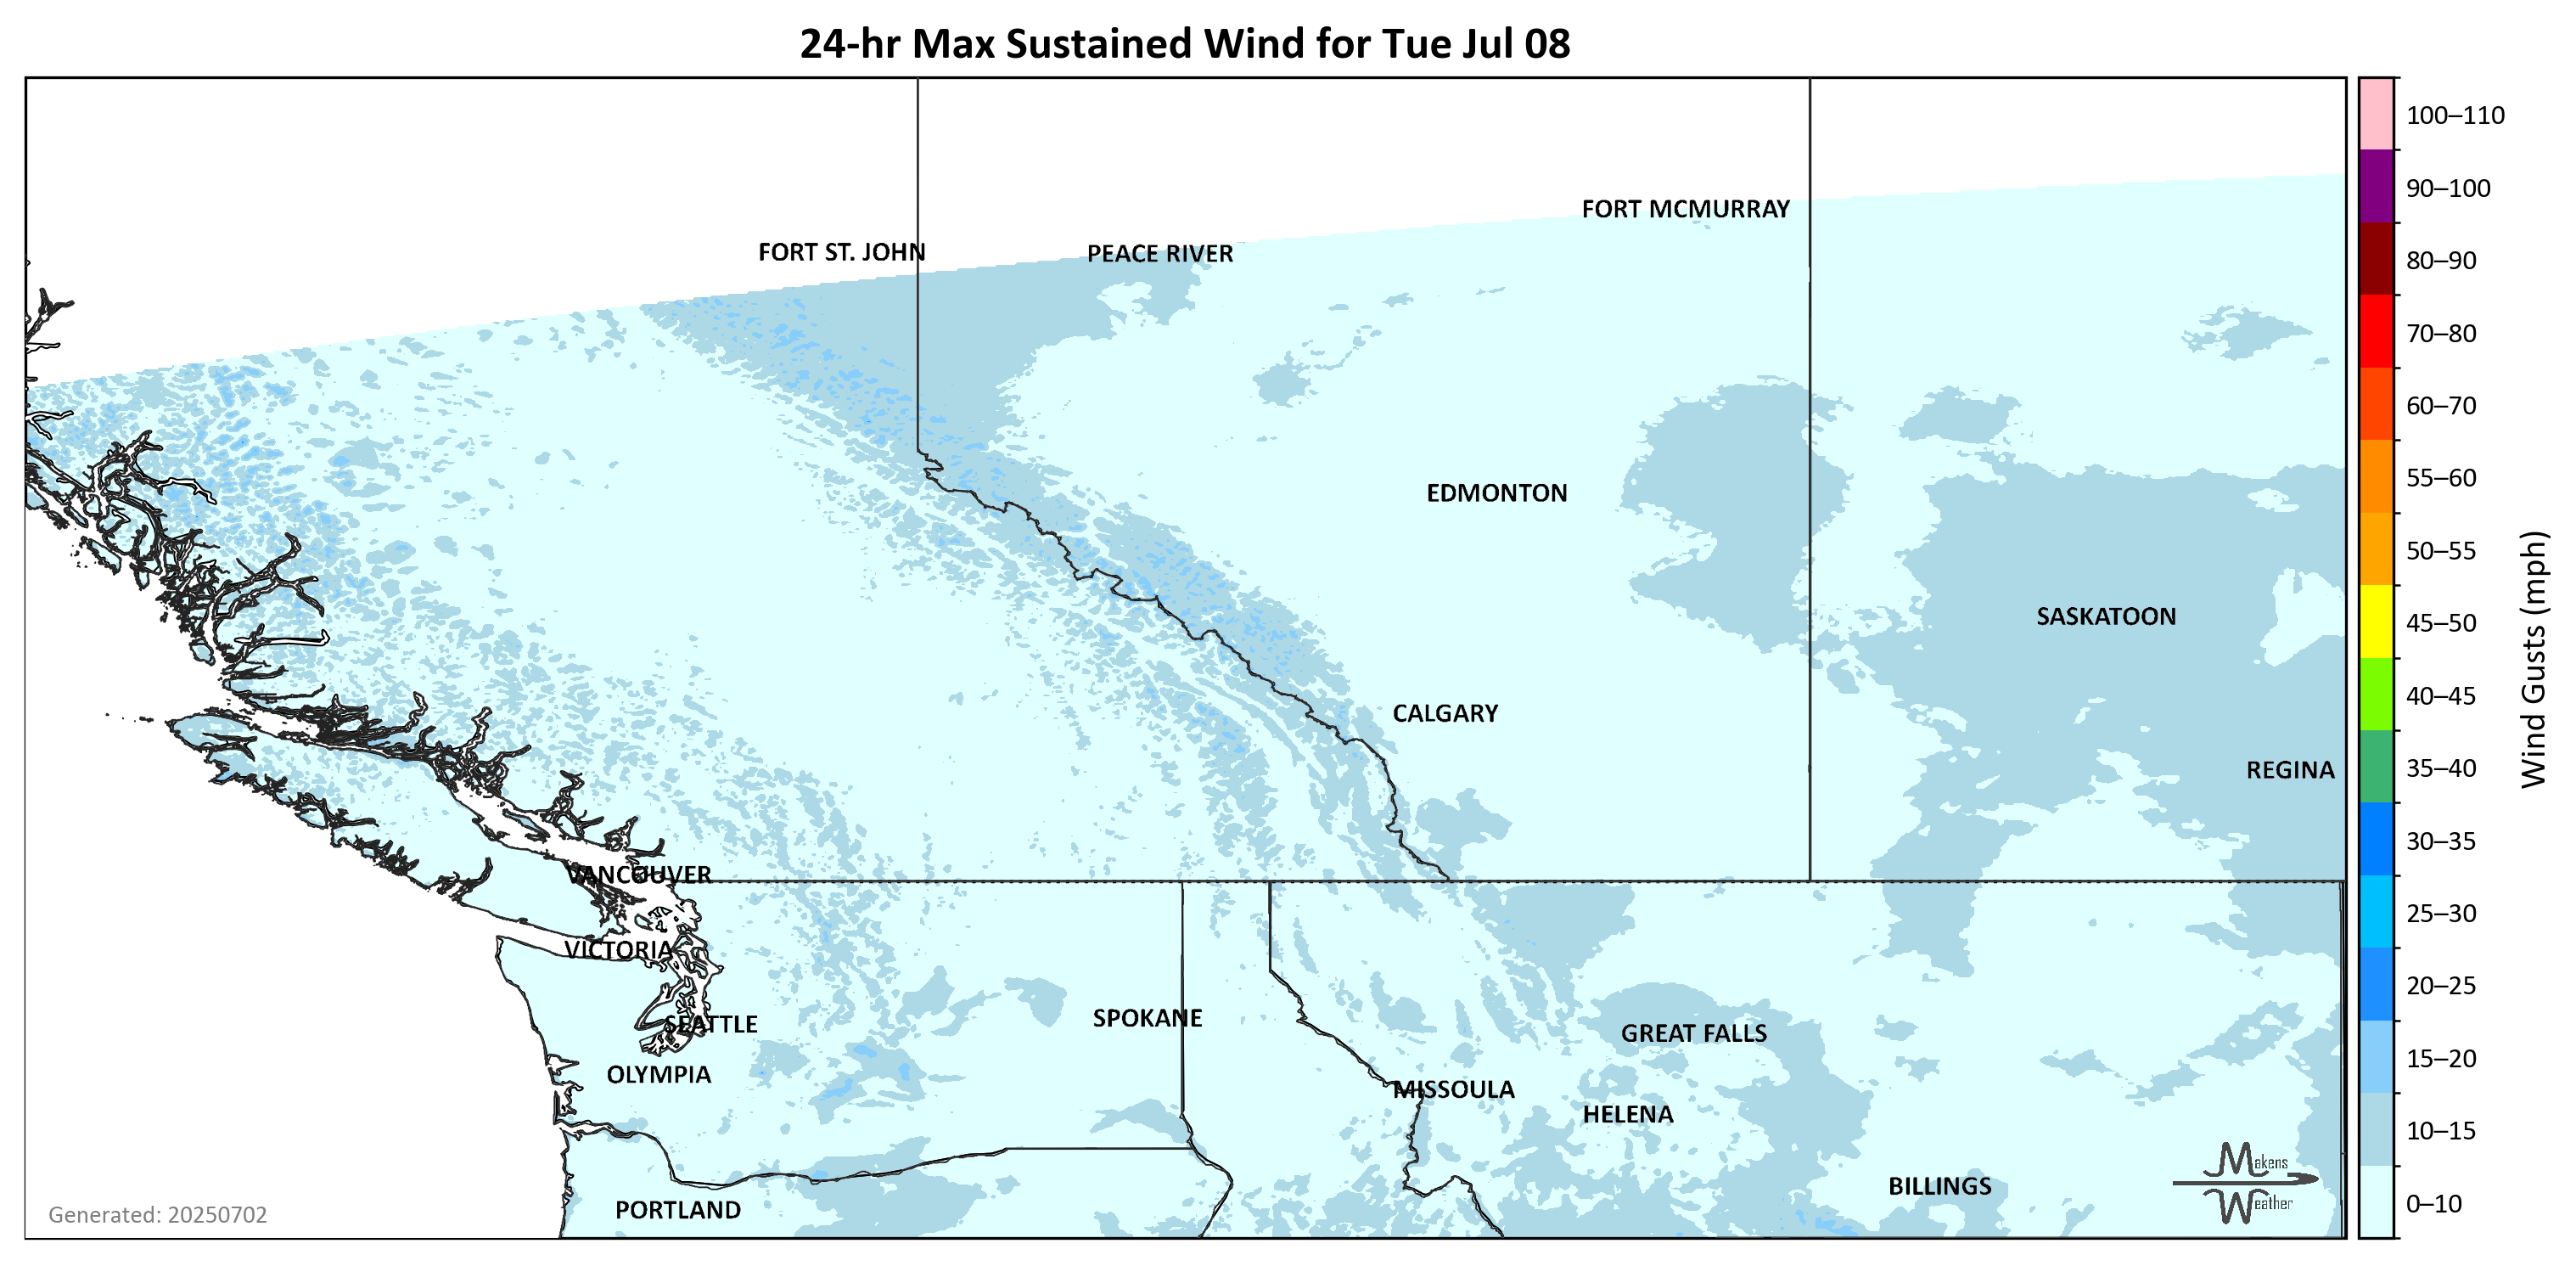 24-hr Max Sustained Wind for Tue Jul 08
100–110
90–100
80–90
70–80
60–70
55–60
50–55
45–50
40–45
35–40
30–35
25–30
20–25
15–20
10–15
0–10
Wind Gusts (mph)
FORT MCMURRAY
FORT ST. JOHN
PEACE RIVER
EDMONTON
SASKATOON
CALGARY
REGINA
VANCOUVER
VICTORIA
SPOKANE
SEATTLE
GREAT FALLS
OLYMPIA
MISSOULA
HELENA
BILLINGS
PORTLAND
Makens
Weather
Generated: 20250702